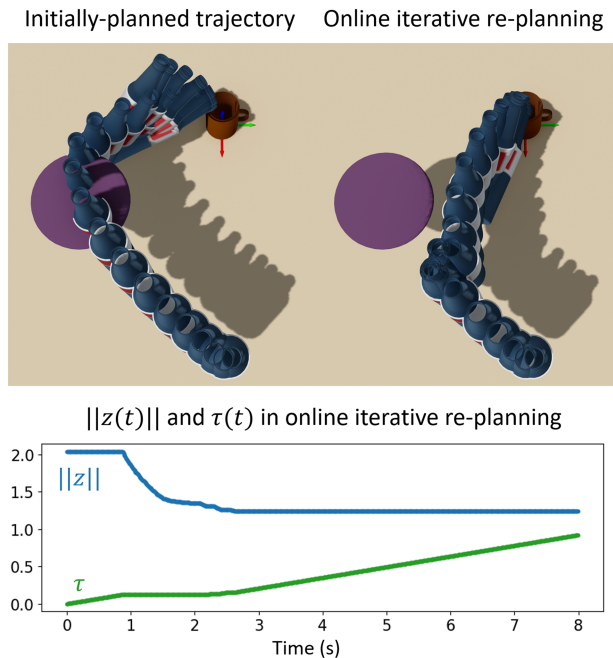 Initially-planned trajectory
Online iterative re-planning
||z(t)|| and τ(t) in online iterative re-planning
2.0
||z||
1.5
1.0
0.5
τ
0.0
0 1 2 3 4 5 6 7 8
Time (s)